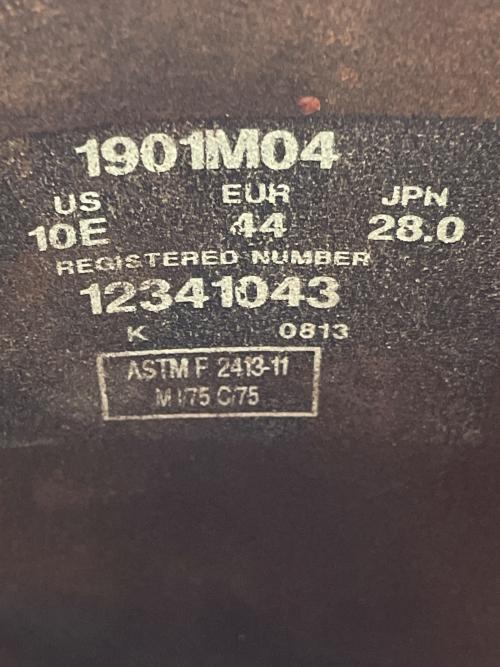 1901M04
US EUR JPN
10E 44 28.0
REGISTERED NUMBER
12341043
K 0813
ASTM F 2413-11
M I/75 C/75